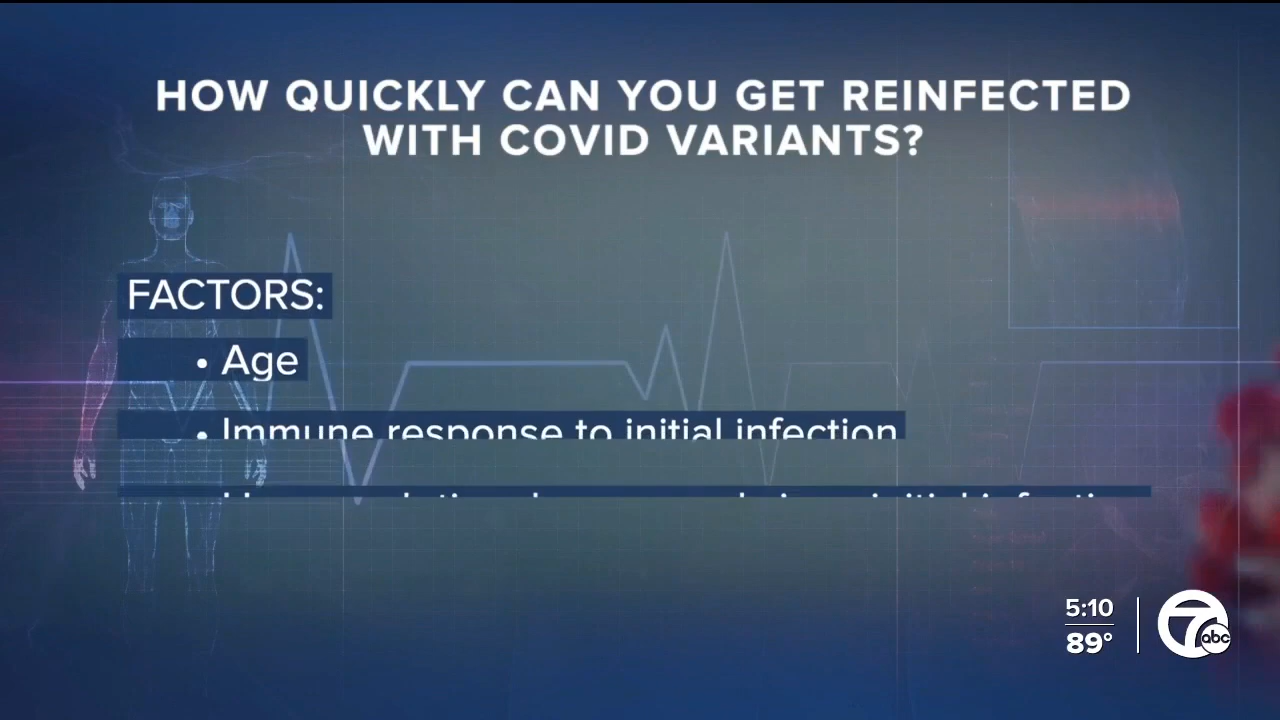 HOW QUICKLY CAN YOU GET REINFECTED
WITH COVID VARIANTS?
FACTORS:
• Age
• Immune response to initial infection
5:10
89°
7
abc